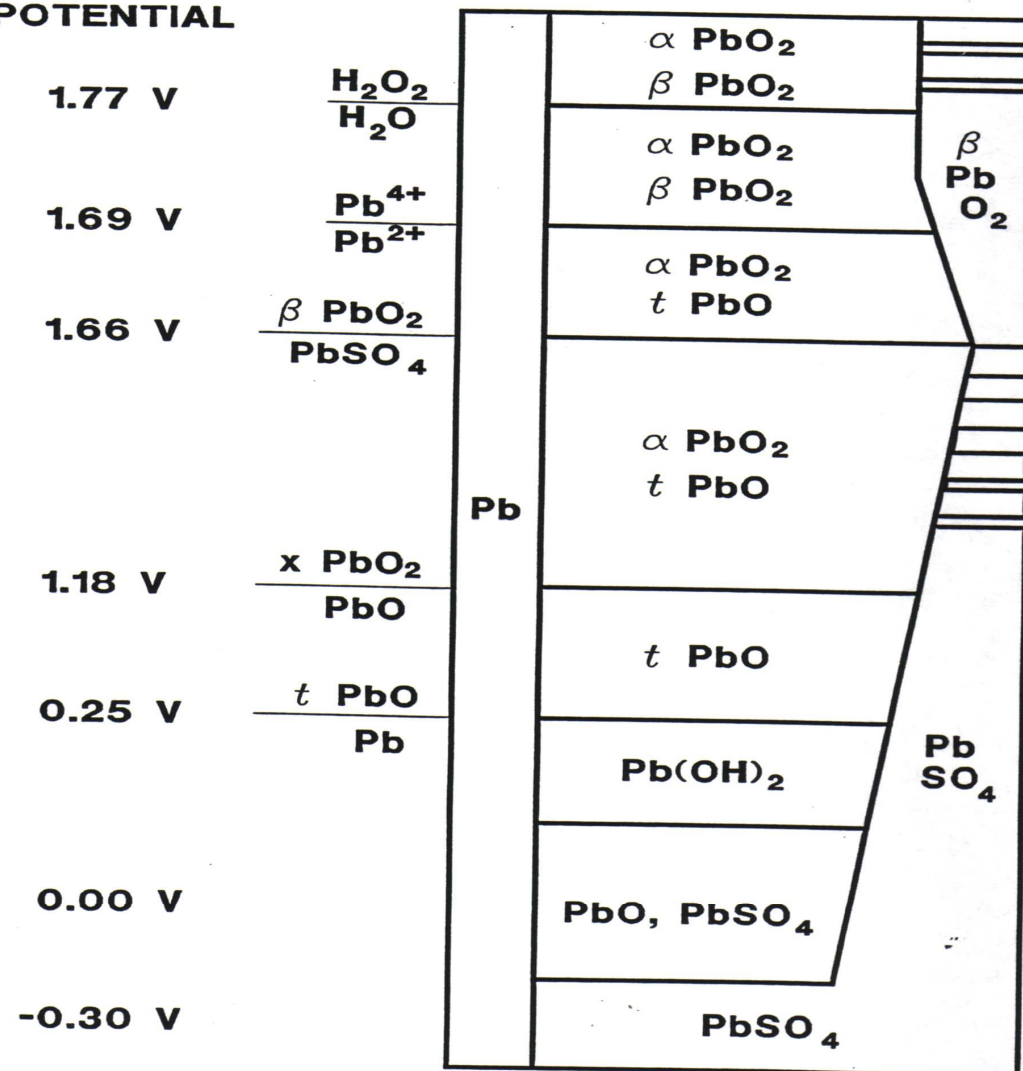 POTENTIAL
α PbO₂
1.77 V
H₂O₂
H₂O
β PbO₂
α PbO₂
β PbO₂
β
Pb
O₂
1.69 V
Pb⁴⁺
Pb²⁺
α PbO₂
t PbO
1.66 V
β PbO₂
PbSO₄
α PbO₂
t PbO
Pb
1.18 V
x PbO₂
PbO
t PbO
0.25 V
t PbO
Pb
Pb(OH)₂
Pb
SO₄
0.00 V
PbO, PbSO₄
-0.30 V
PbSO₄